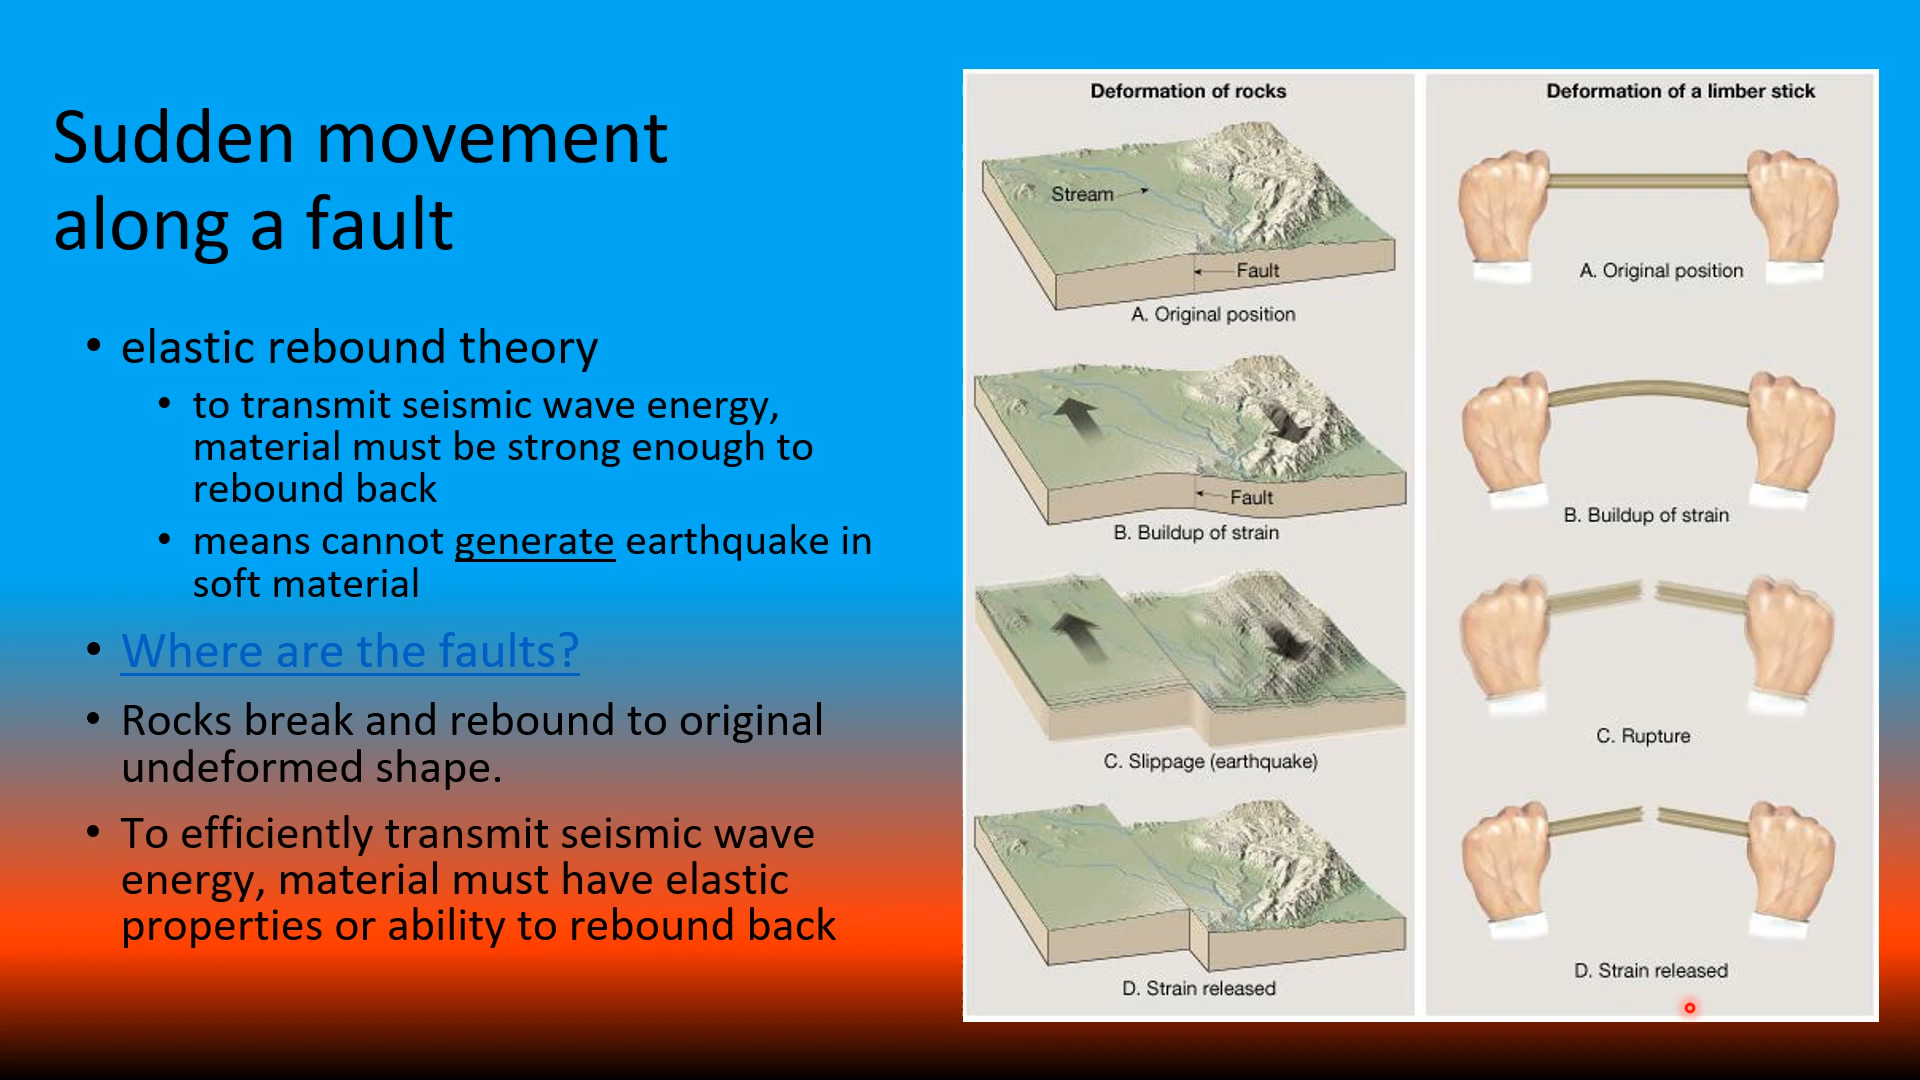 Sudden movement
along a fault
• elastic rebound theory
• to transmit seismic wave energy,
material must be strong enough to
rebound back
• means cannot generate earthquake in
soft material
• Where are the faults?
• Rocks break and rebound to original
undeformed shape.
• To efficiently transmit seismic wave
energy, material must have elastic
properties or ability to rebound back
Deformation of rocks
Stream
Fault
A. Original position
Fault
B. Buildup of strain
C. Slippage (earthquake)
D. Strain released
Deformation of a limber stick
A. Original position
B. Buildup of strain
C. Rupture
D. Strain released